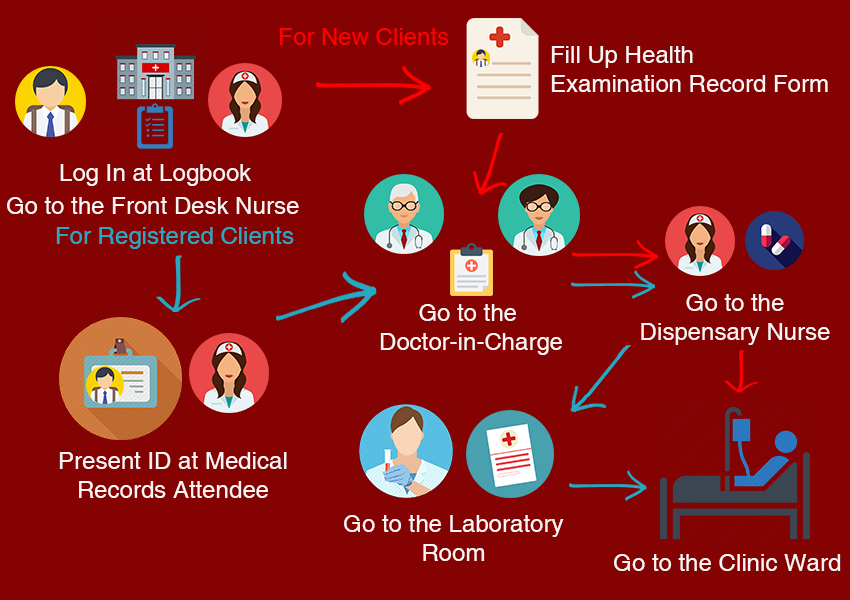 For New Clients
Fill Up Health
Examination Record Form
Log In at Logbook
Go to the Front Desk Nurse
For Registered Clients
Go to the
Doctor-in-Charge
Go to the
Dispensary Nurse
Present ID at Medical
Records Attendee
Go to the Laboratory
Room
Go to the Clinic Ward